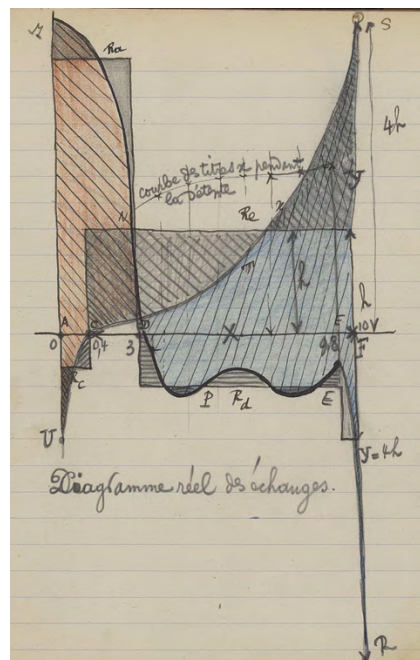 S
Ra
4h
courbe des titres x pendant
la Détente
y
N
Re
x
h
h
A
C
B
E
0
0,4
3
9,8
10V
F
Rc
P
Rd
E
U
y=4h
Diagramme réel des échanges.
R